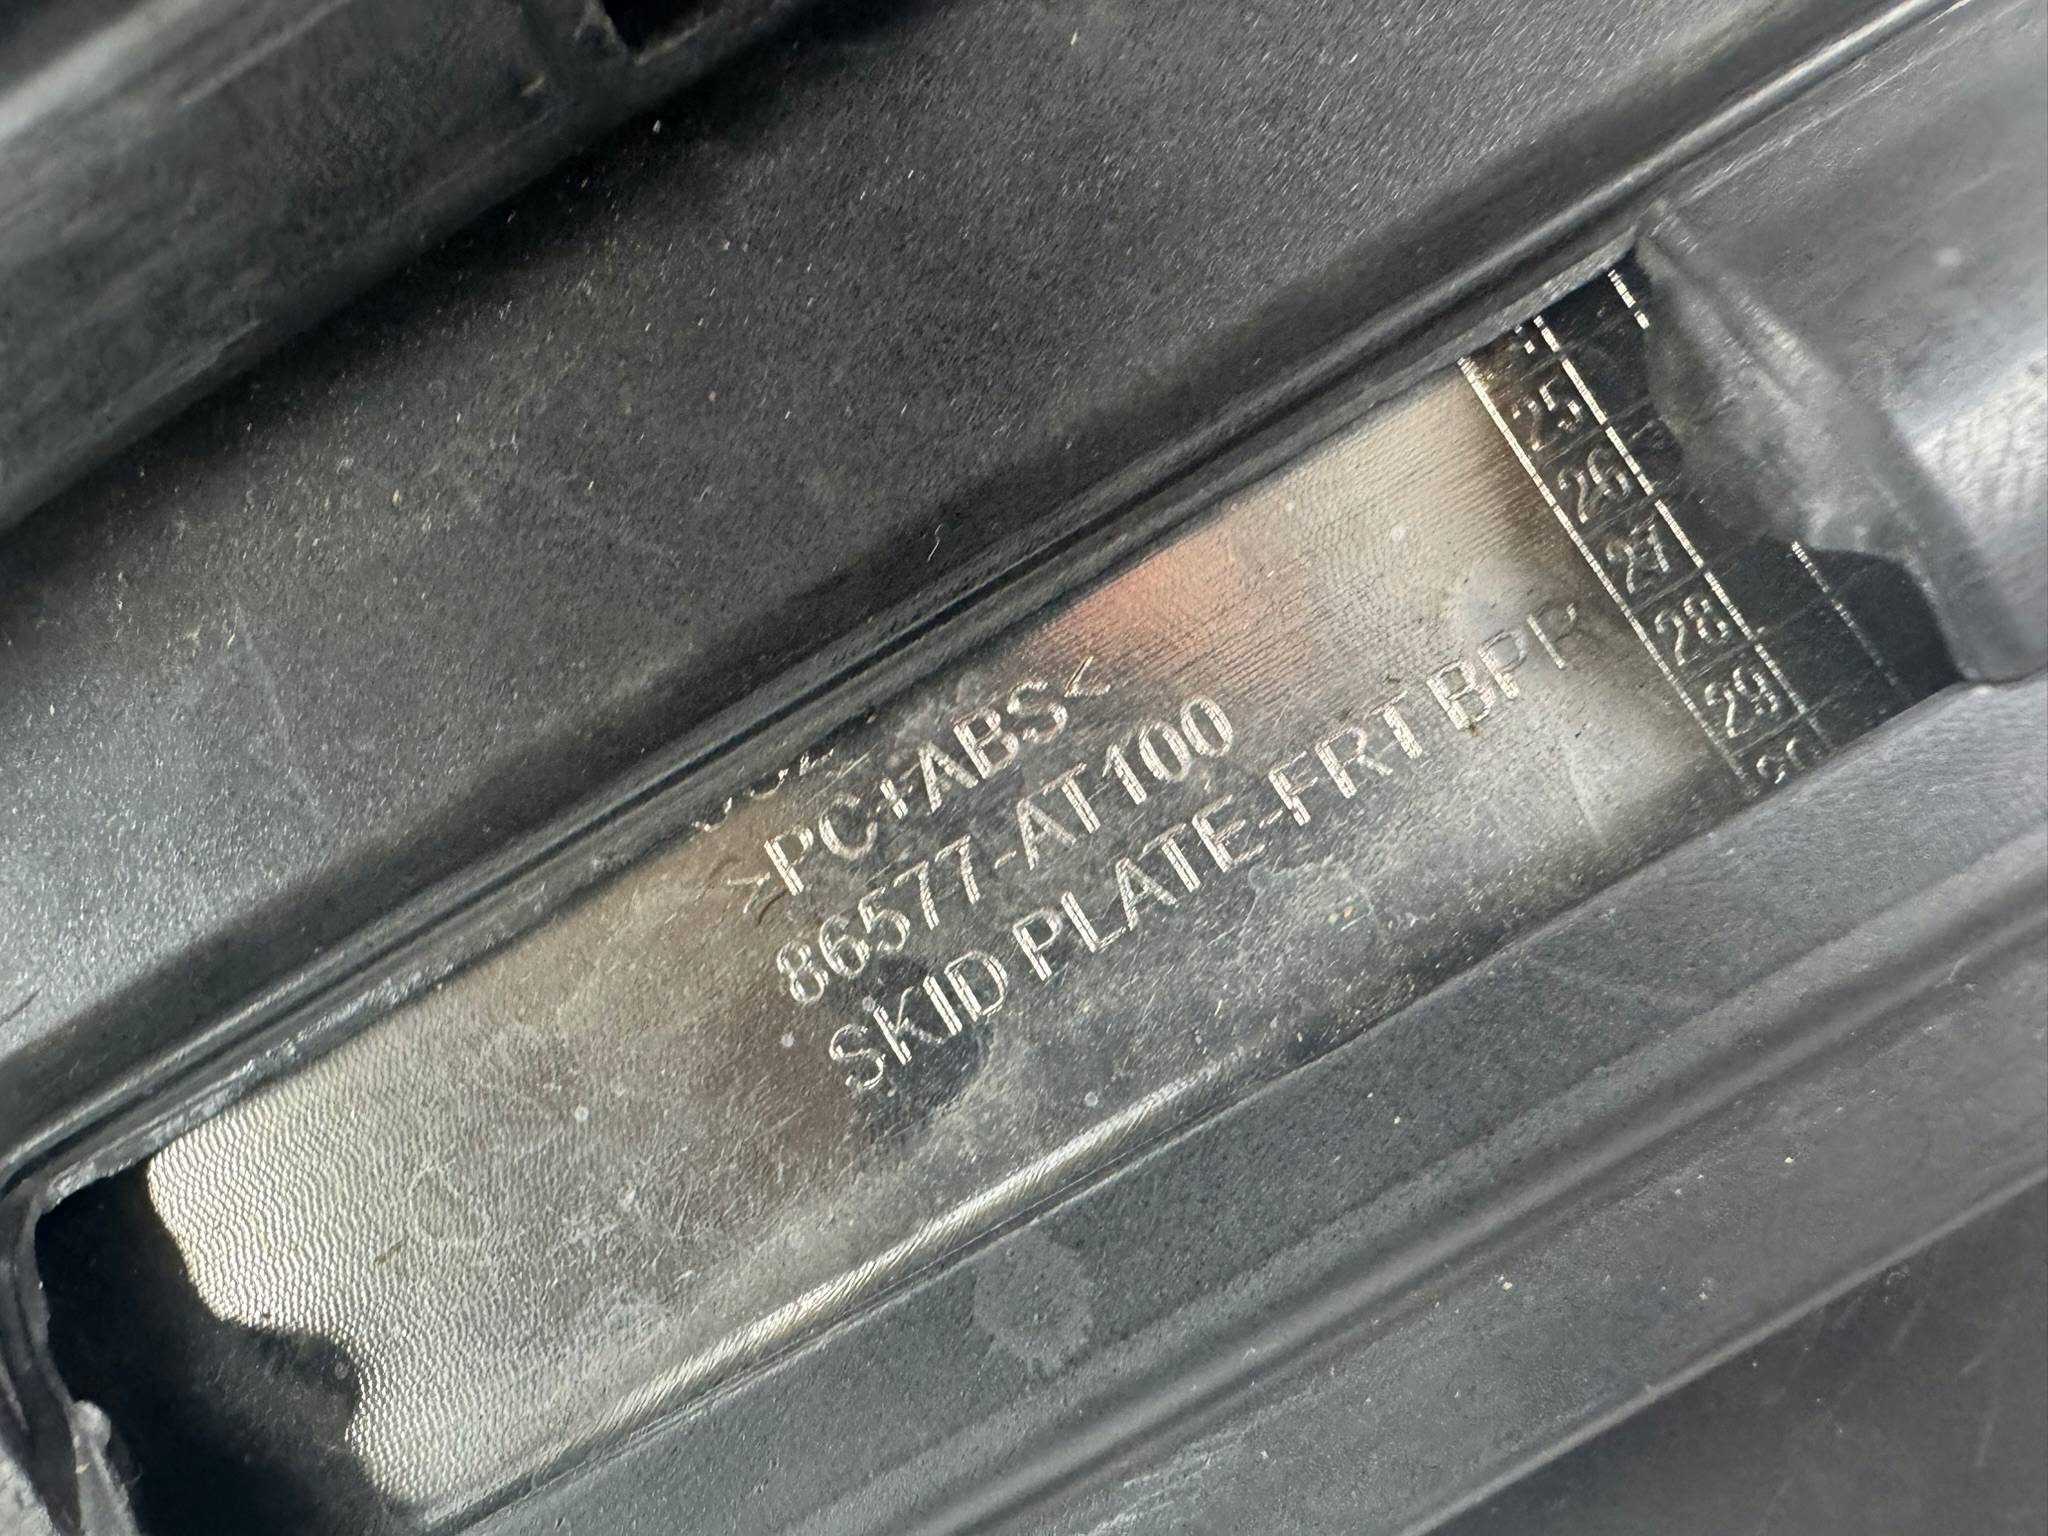 >PC+ABS<
86577-AT100
SKID PLATE-FRT BPR
25
26
27
28
29